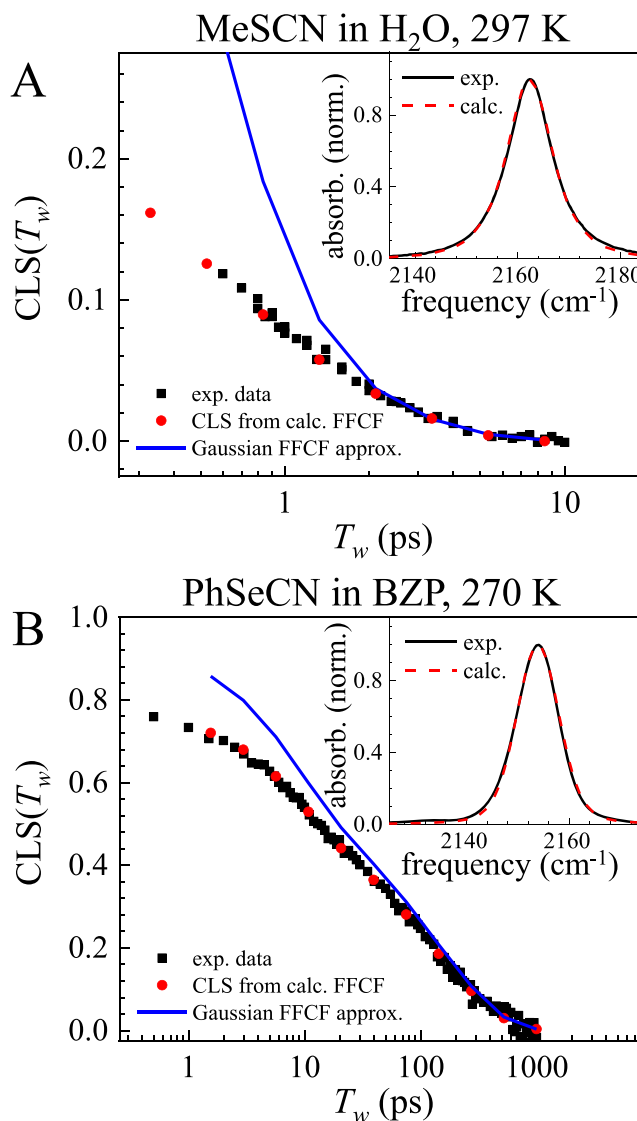 MeSCN in H₂O, 297 K
A
exp.
calc.
absorb. (norm.)
1.0
0.8
0.4
0.0
2140 2160 2180
frequency (cm⁻¹)
CLS(T_w)
0.2
0.1
0.0
exp. data
CLS from calc. FFCF
Gaussian FFCF approx.
1 10
T_w (ps)
PhSeCN in BZP, 270 K
B
exp.
calc.
absorb. (norm.)
0.8
0.4
0.0
2140 2160
frequency (cm⁻¹)
CLS(T_w)
0.8
0.6
0.4
0.2
0.0
exp. data
CLS from calc. FFCF
Gaussian FFCF approx.
1 10 100 1000
T_w (ps)